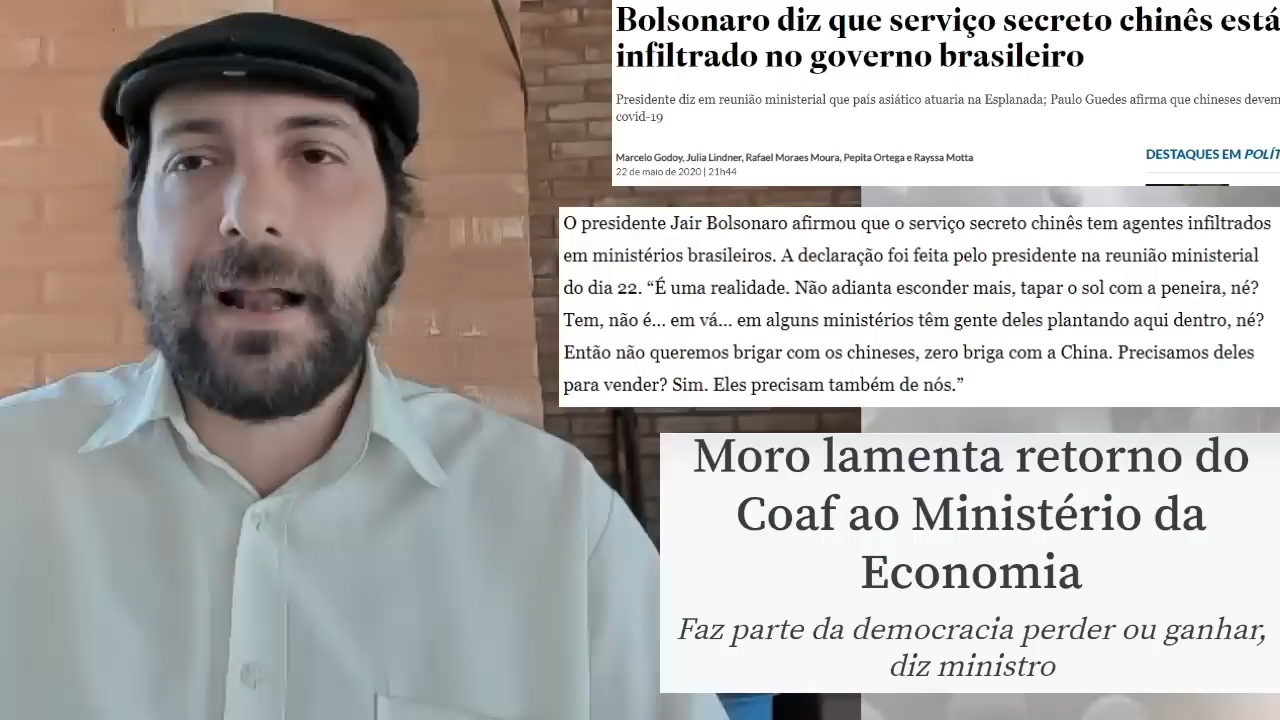 Bolsonaro diz que serviço secreto chinês está
infiltrado no governo brasileiro
Presidente diz em reunião ministerial que país asiático atuaria na Esplanada; Paulo Guedes afirma que chineses devem
covid-19
Marcelo Godoy, Julia Lindner, Rafael Moraes Moura, Pepita Ortega e Rayssa Motta
22 de maio de 2020 | 21h44
DESTAQUES EM POLÍT
O presidente Jair Bolsonaro afirmou que o serviço secreto chinês tem agentes infiltrados
em ministérios brasileiros. A declaração foi feita pelo presidente na reunião ministerial
do dia 22. “É uma realidade. Não adianta esconder mais, tapar o sol com a peneira, né?
Tem, não é… em vá… em alguns ministérios têm gente deles plantando aqui dentro, né?
Então não queremos brigar com os chineses, zero briga com a China. Precisamos deles
para vender? Sim. Eles precisam também de nós.”
Moro lamenta retorno do
Coaf ao Ministério da
Economia
Faz parte da democracia perder ou ganhar,
diz ministro